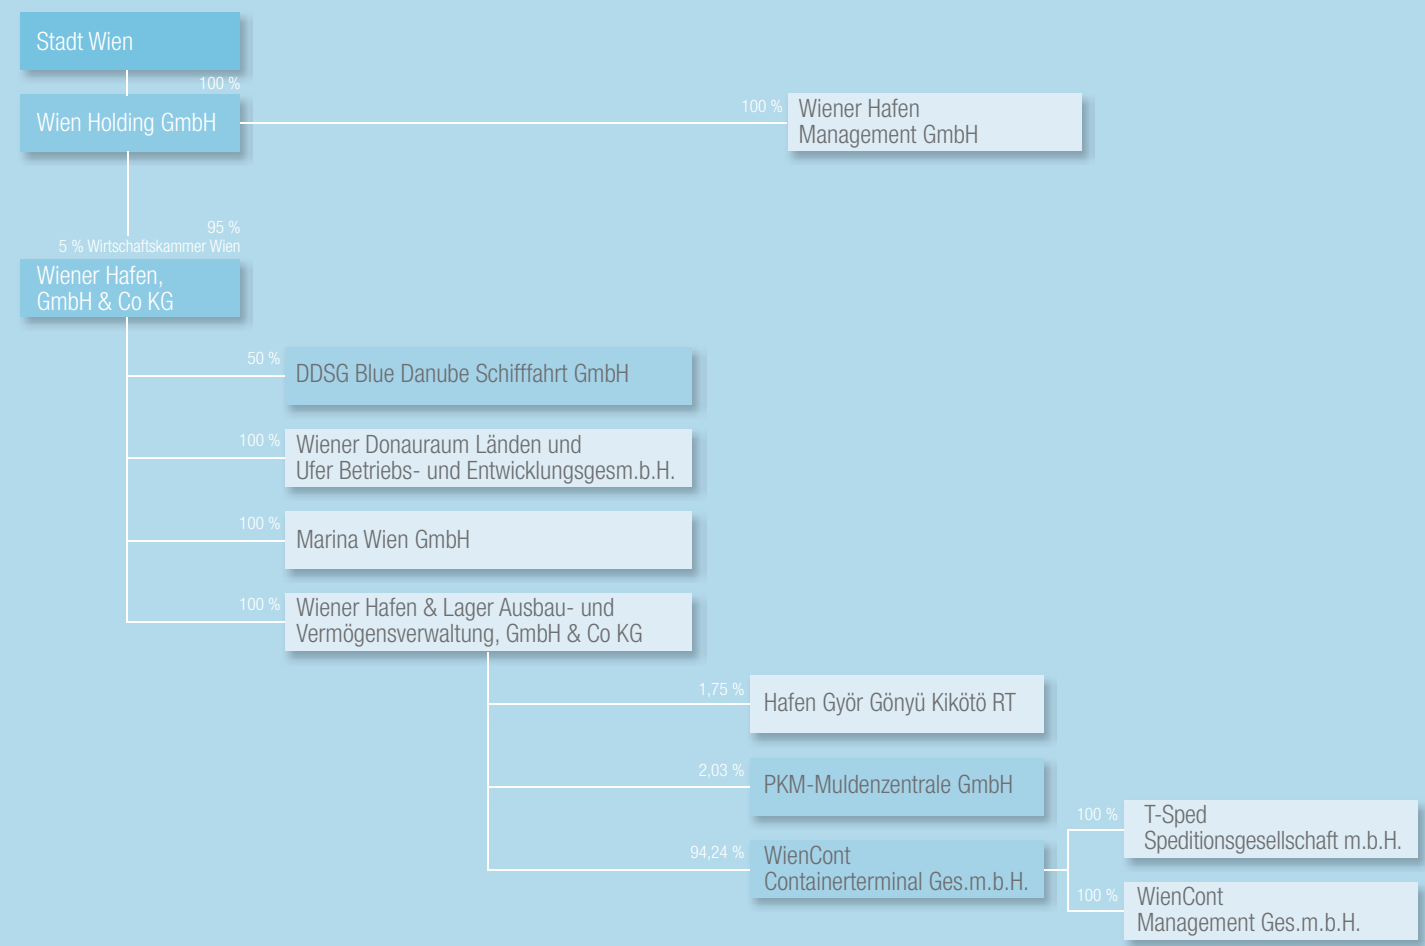 Stadt Wien
100 %
Wien Holding GmbH
100 %
Wiener Hafen
Management GmbH
95 %
5 % Wirtschaftskammer Wien
Wiener Hafen,
GmbH & Co KG
50 %
DDSG Blue Danube Schifffahrt GmbH
100 %
Wiener Donauraum Länden und
Ufer Betriebs- und Entwicklungsgesm.b.H.
100 %
Marina Wien GmbH
100 %
Wiener Hafen & Lager Ausbau- und
Vermögensverwaltung, GmbH & Co KG
1,75 %
Hafen Györ Gönyü Kikötö RT
2,03 %
PKM-Muldenzentrale GmbH
94,24 %
WienCont
Containerterminal Ges.m.b.H.
100 %
T-Sped
Speditionsgesellschaft m.b.H.
100 %
WienCont
Management Ges.m.b.H.